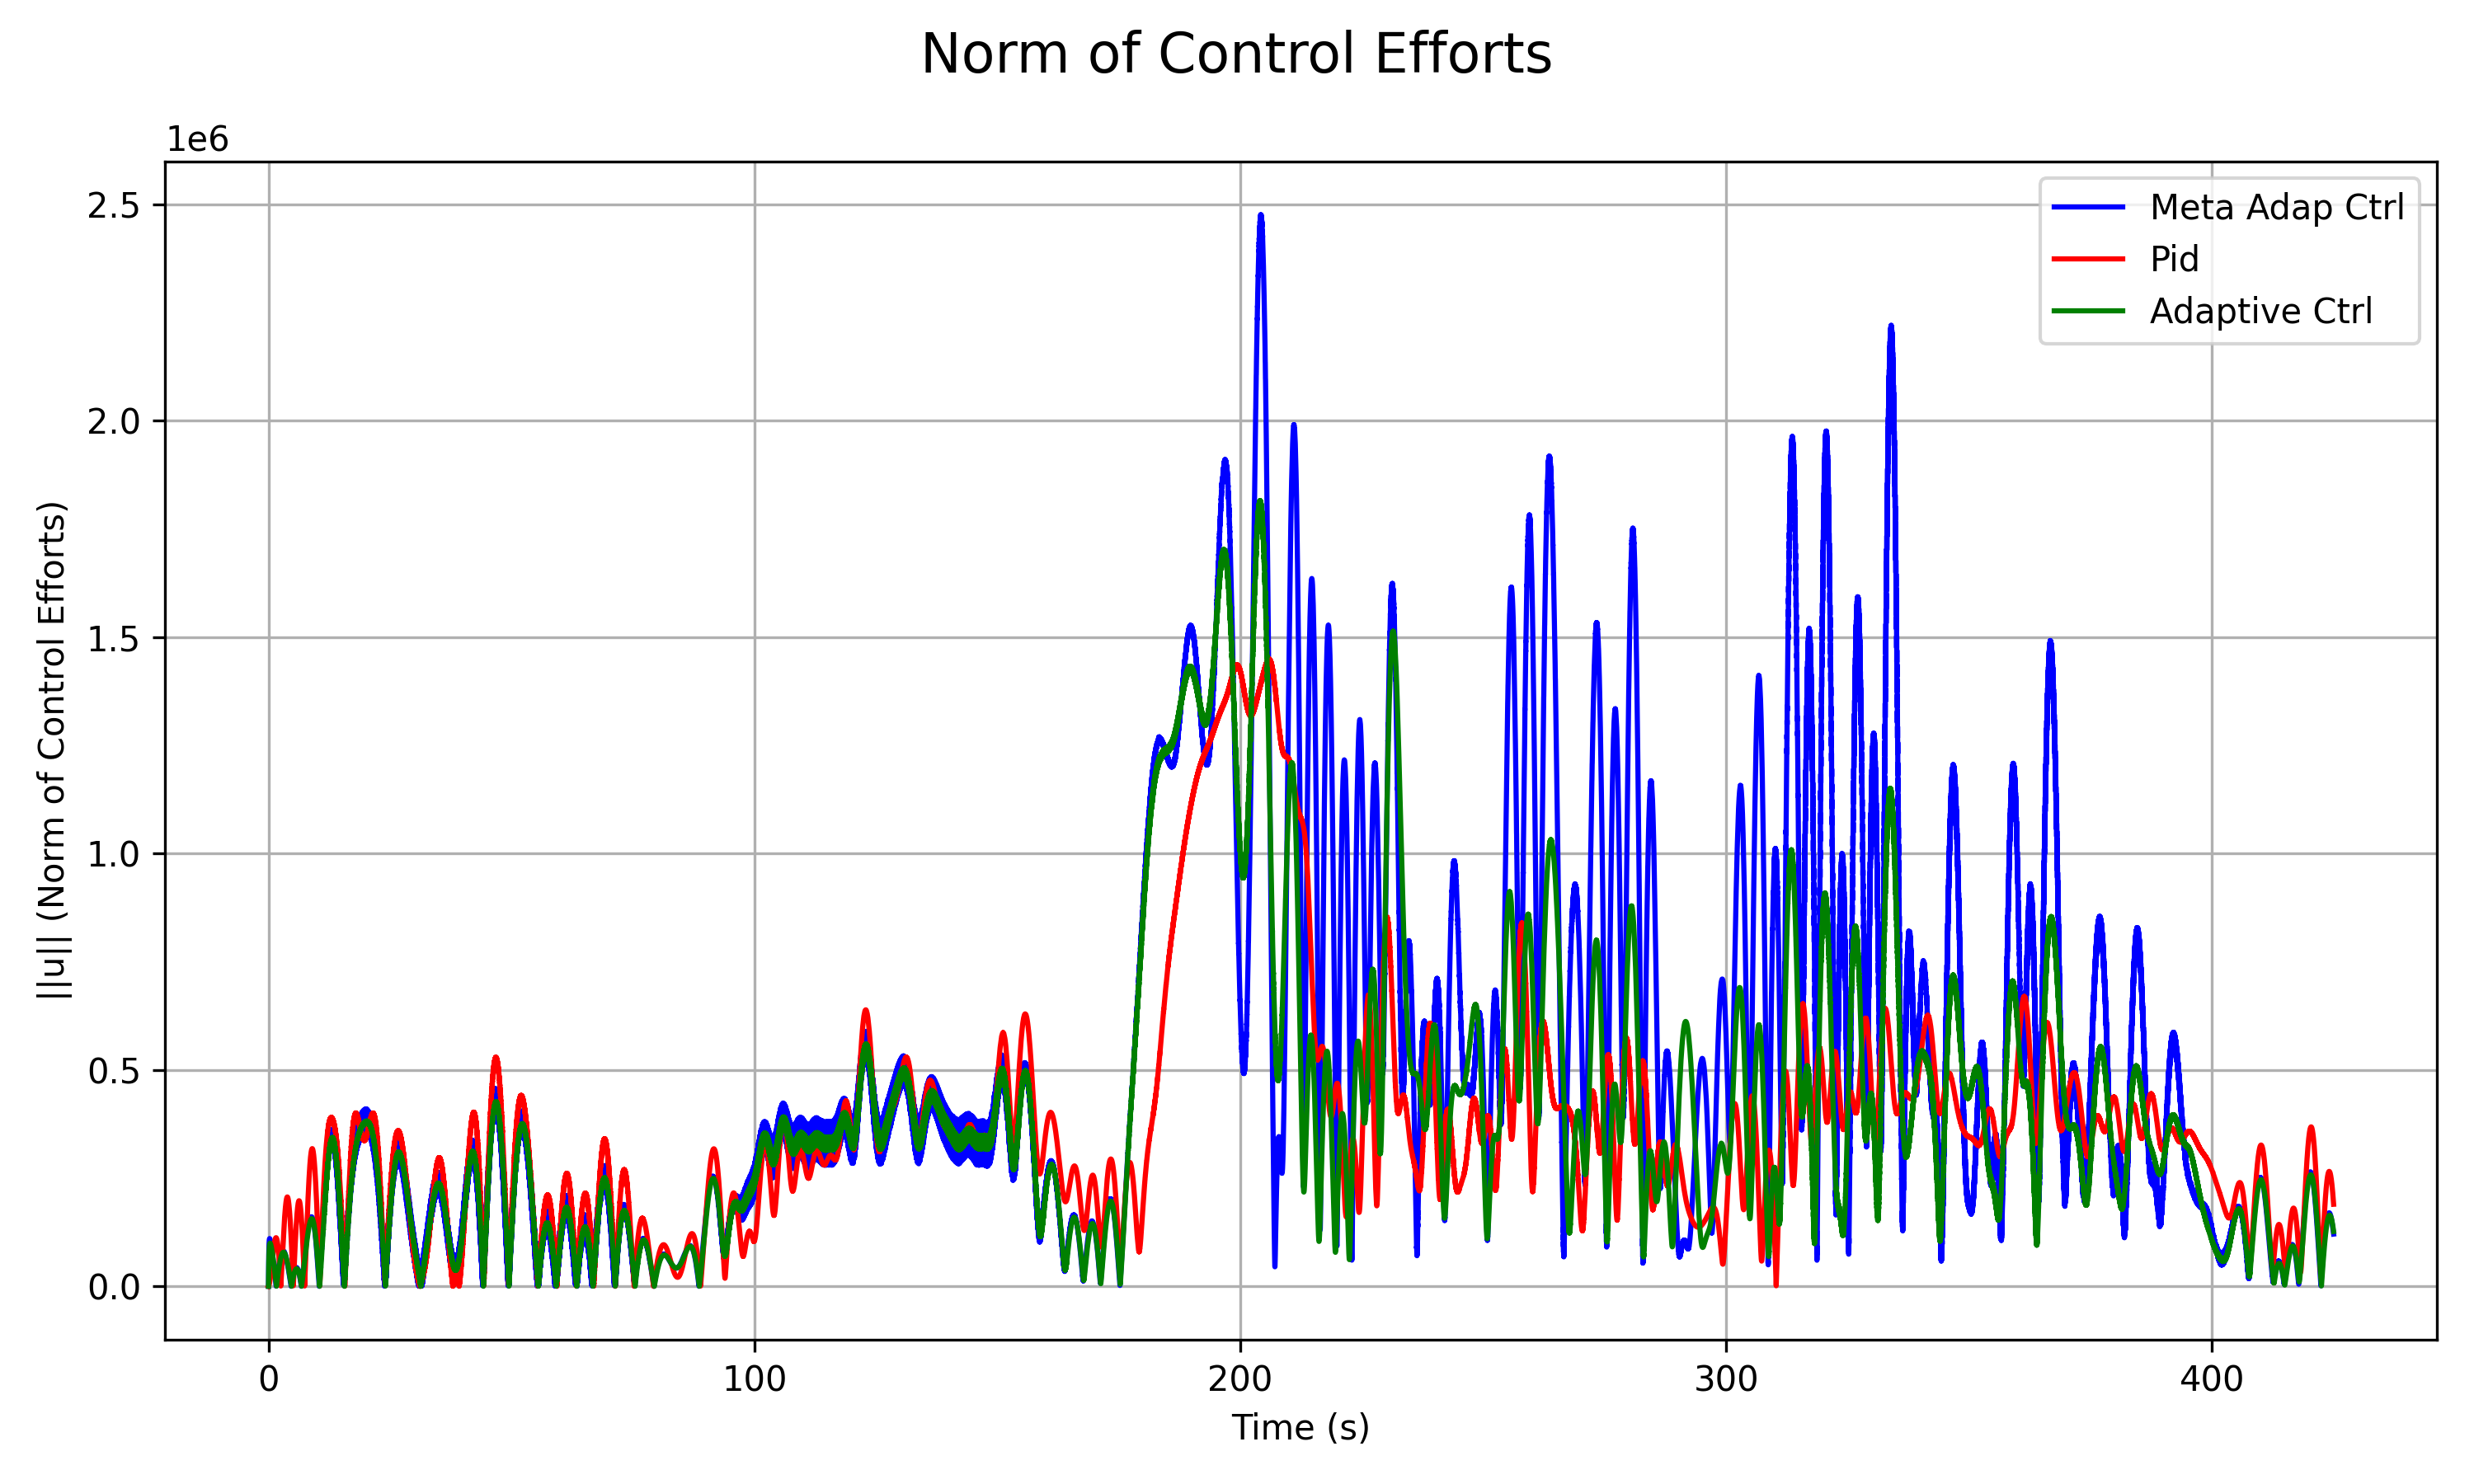 Norm of Control Efforts
1e6
2.5
2.0
1.5
1.0
0.5
0.0
||u|| (Norm of Control Efforts)
Meta Adap Ctrl
Pid
Adaptive Ctrl
0 100 200 300 400
Time (s)